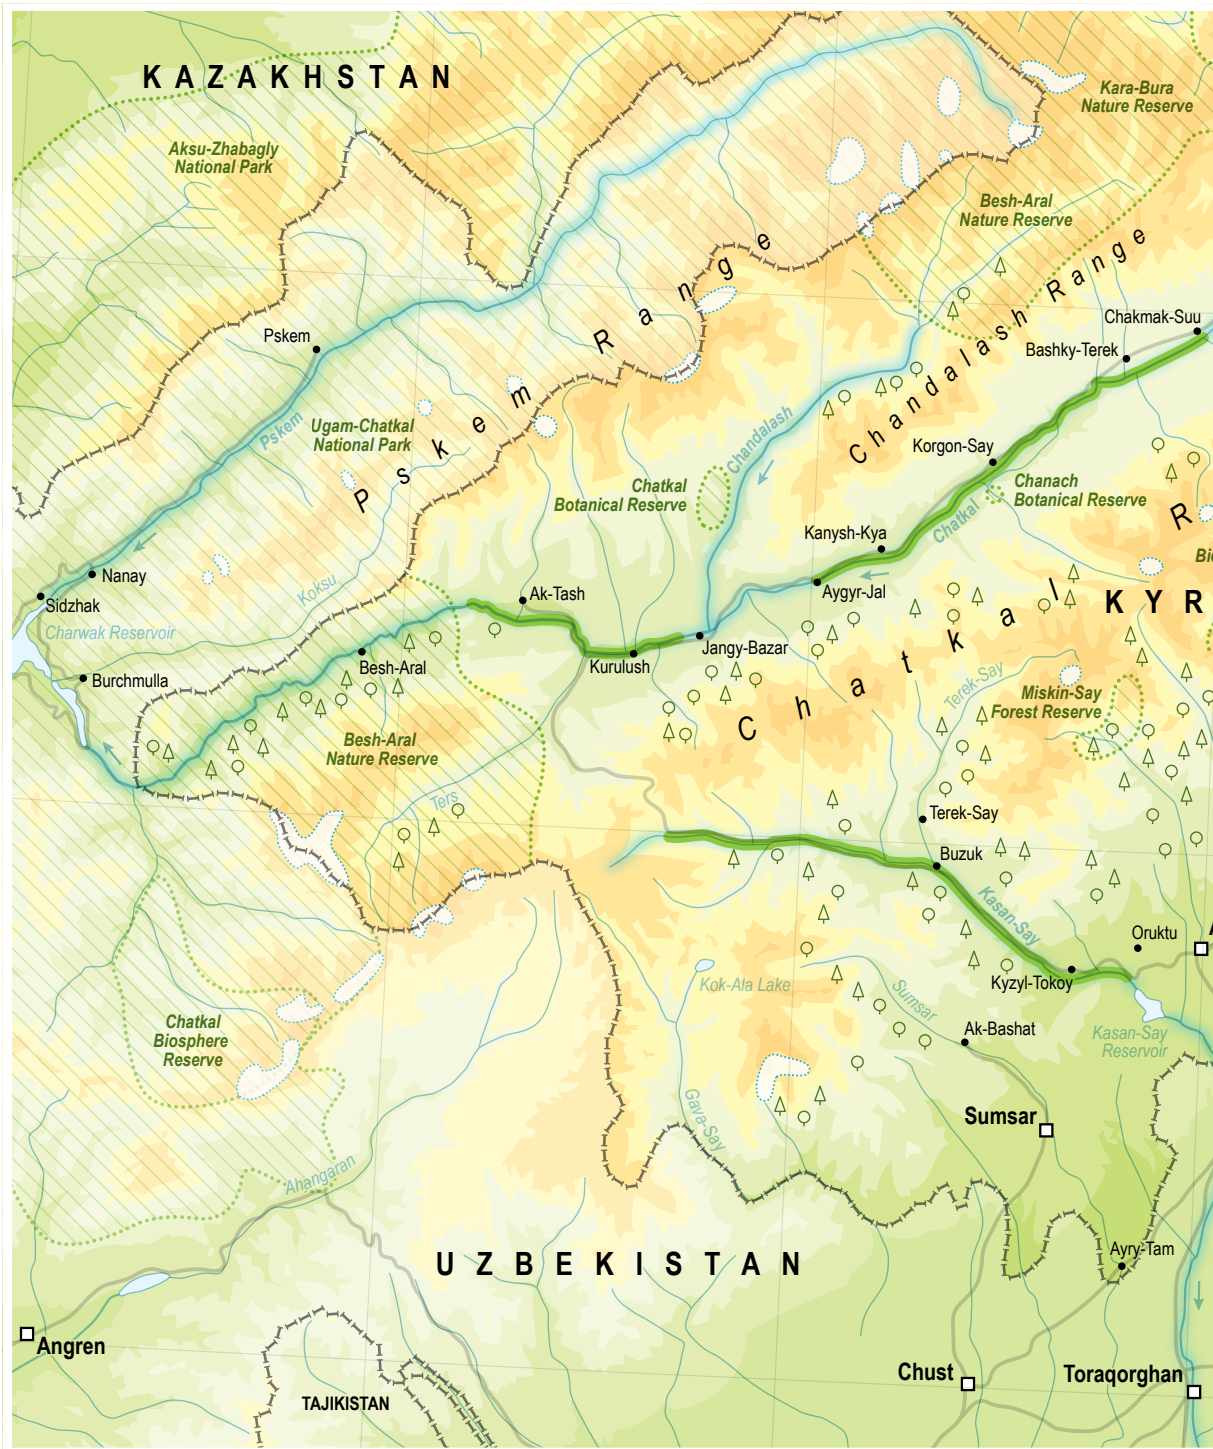 KAZAKHSTAN
Kara-Bura
Nature Reserve
Aksu-Zhabagly
National Park
Besh-Aral
Nature Reserve
Pskem Range
Chandalash Range
Chakmak-Suu
Pskem
Bashky-Terek
Pskem
Ugam-Chatkal
National Park
Chandalash
Korgon-Say
Chatkal
Botanical Reserve
Chanach
Botanical Reserve
R
Chatkal
Kanysh-Kya
Bi
Nanay
Koksu
Ak-Tash
Aygyr-Jal
KYR
Sidzhak
Charwak Reservoir
Besh-Aral
Kurulush
Jangy-Bazar
Chatkal
Burchmulla
Terek-Say
Miskin-Say
Forest Reserve
Besh-Aral
Nature Reserve
Ters
Terek-Say
Buzuk
Kasan-Say
Oruktu
A
Kok-Ala Lake
Sumsar
Kyzyl-Tokoy
Chatkal
Biosphere
Reserve
Ak-Bashat
Kasan-Say
Reservoir
Gava-Say
Sumsar
Ahangaran
UZBEKISTAN
Ayry-Tam
Angren
Chust
Toraqorghan
TAJIKISTAN